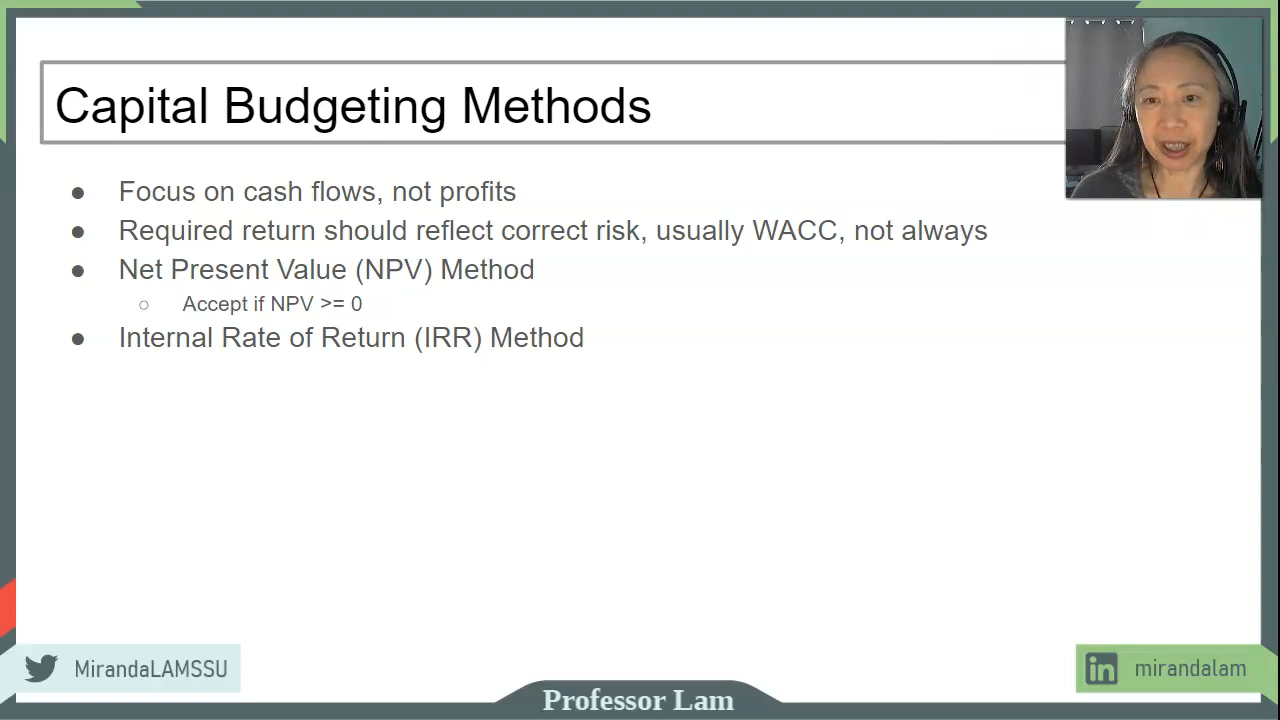 Capital Budgeting Methods
● Focus on cash flows, not profits
● Required return should reflect correct risk, usually WACC, not always
● Net Present Value (NPV) Method
○ Accept if NPV >= 0
● Internal Rate of Return (IRR) Method
MirandaLAMSSU
in mirandalam
Professor Lam